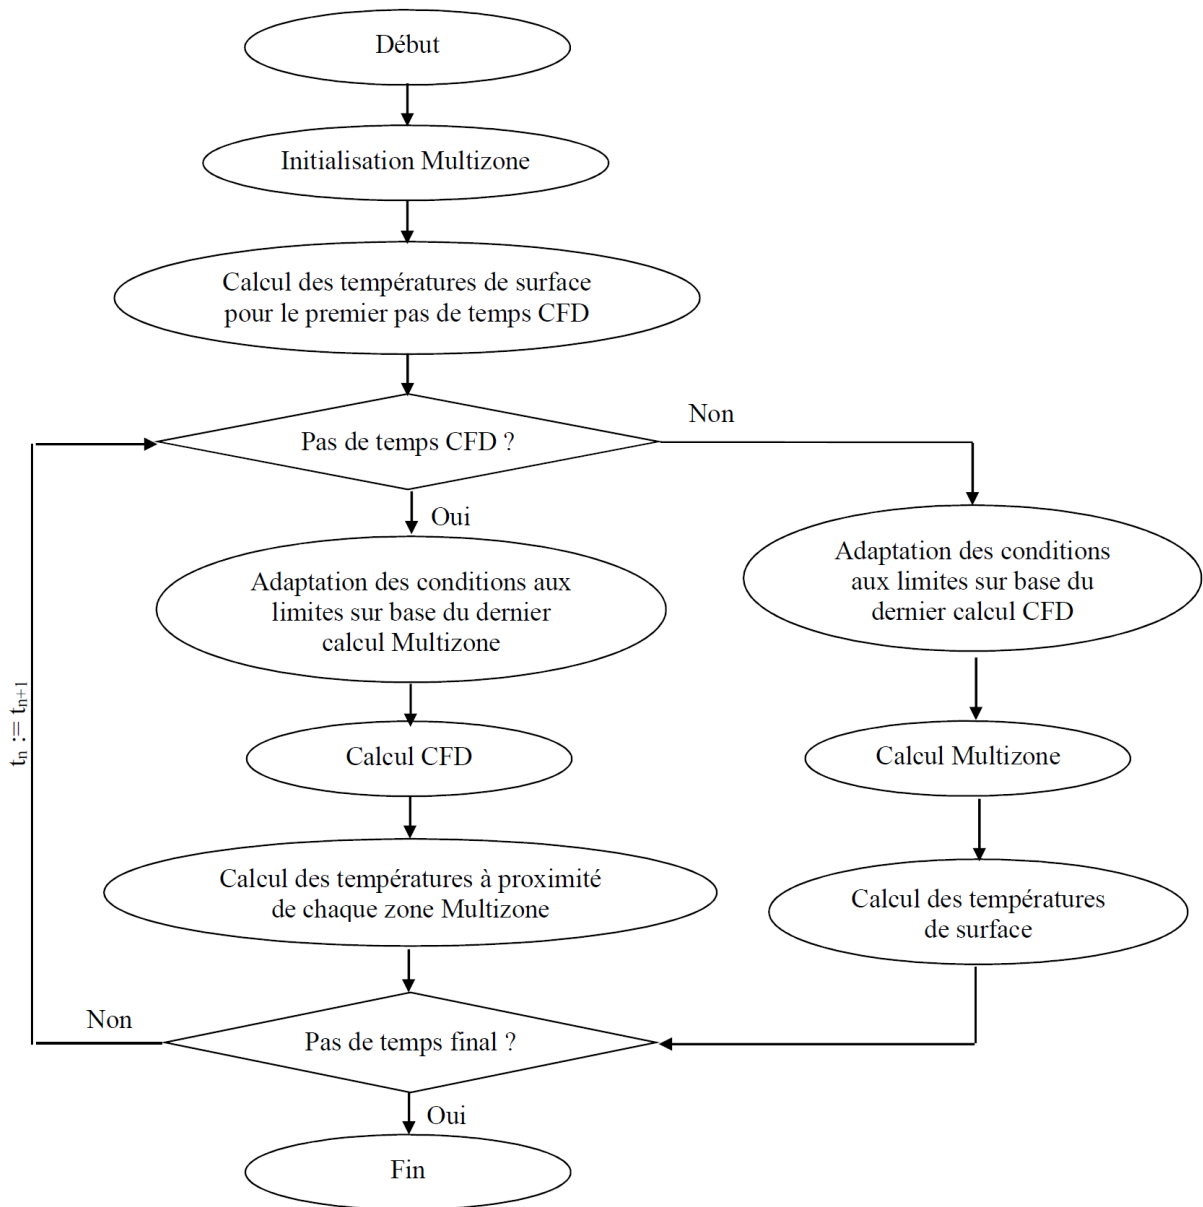 Début
Initialisation Multizone
Calcul des températures de surface
pour le premier pas de temps CFD
Non
Pas de temps CFD ?
Oui
Adaptation des conditions aux
limites sur base du dernier
calcul Multizone
Adaptation des conditions
aux limites sur base du
dernier calcul CFD
tₙ := tₙ₊₁
Calcul CFD
Calcul Multizone
Calcul des températures à proximité
de chaque zone Multizone
Calcul des températures
de surface
Non
Pas de temps final ?
Oui
Fin